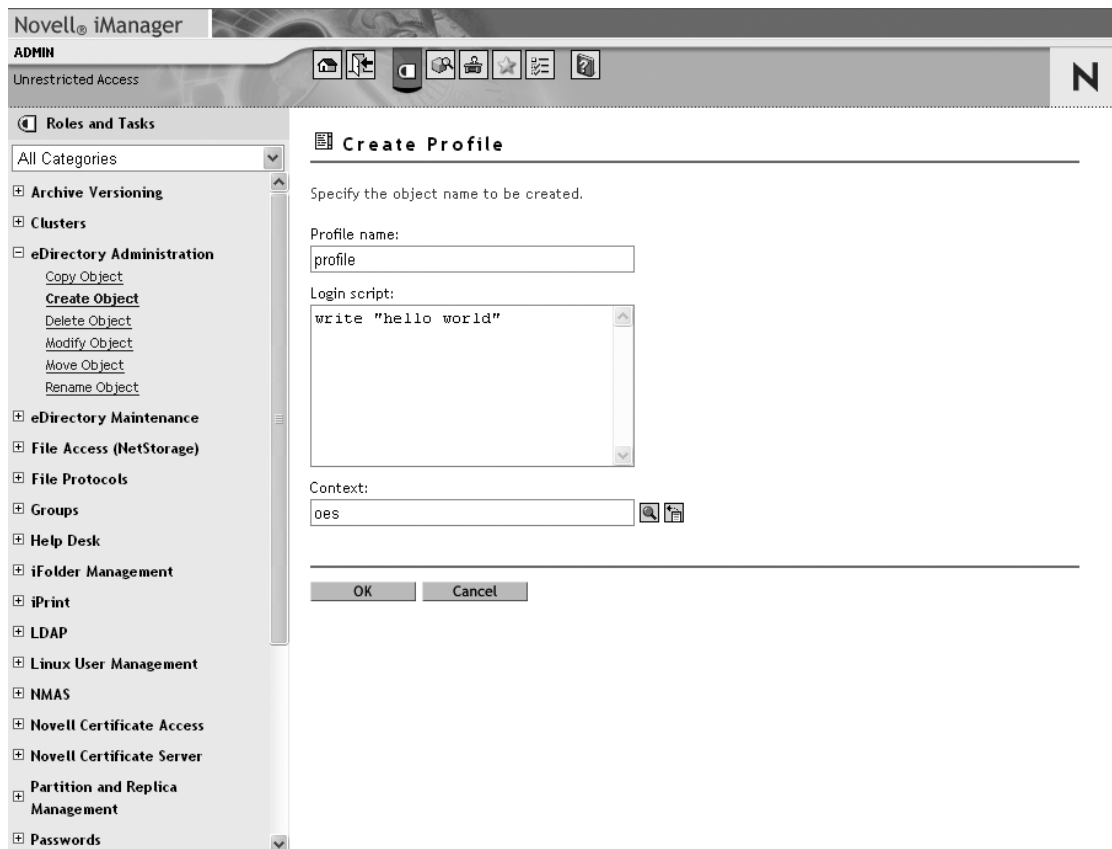 Novell® iManager
ADMIN
Unrestricted Access
N
Roles and Tasks
All Categories
Archive Versioning
Clusters
eDirectory Administration
Copy Object
Create Object
Delete Object
Modify Object
Move Object
Rename Object
eDirectory Maintenance
File Access (NetStorage)
File Protocols
Groups
Help Desk
iFolder Management
iPrint
LDAP
Linux User Management
NMAS
Novell Certificate Access
Novell Certificate Server
Partition and Replica
Management
Passwords
Create Profile
Specify the object name to be created.
Profile name:
profile
Login script:
write "hello world"
Context:
oes
OK Cancel